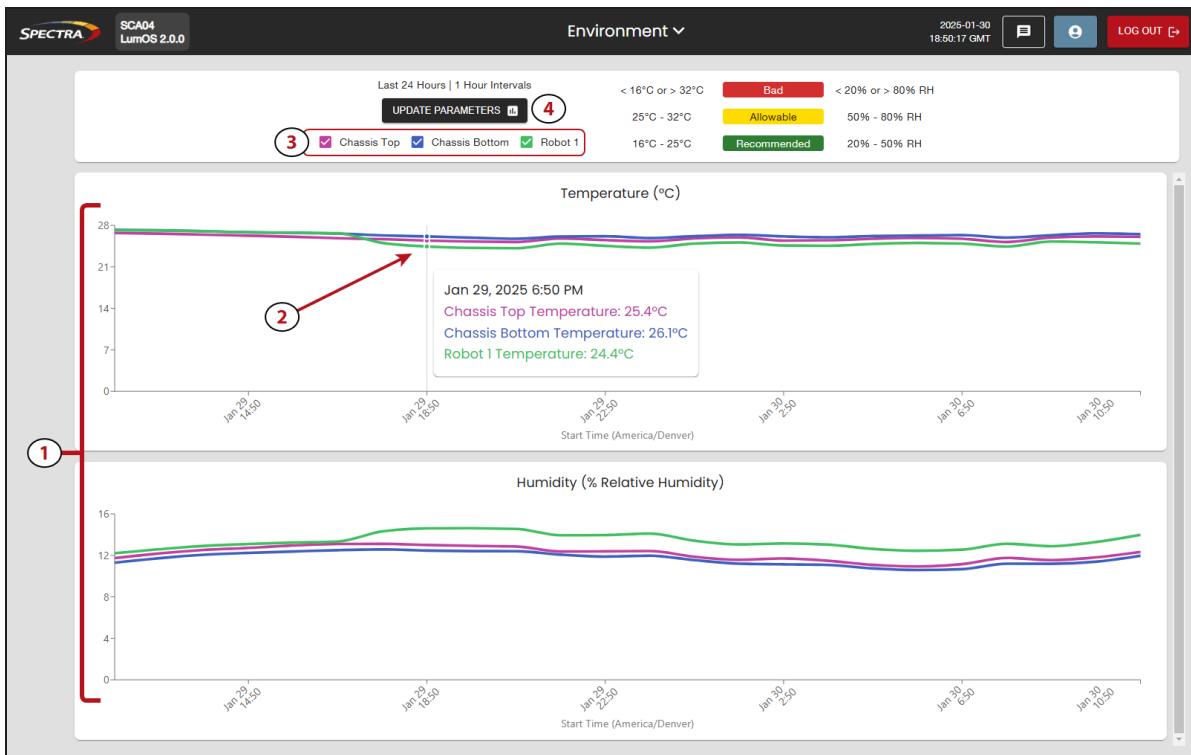 SPECTRA
SCA04
LumOS 2.0.0
Environment
2025-01-30
18:50:17 GMT
LOG OUT
Last 24 Hours | 1 Hour Intervals
UPDATE PARAMETERS
4
3
Chassis Top
Chassis Bottom
Robot 1
< 16°C or > 32°C
Bad
< 20% or > 80% RH
25°C - 32°C
Allowable
50% - 80% RH
16°C - 25°C
Recommended
20% - 50% RH
Temperature (°C)
28
21
14
7
0
2
Jan 29, 2025 6:50 PM
Chassis Top Temperature: 25.4°C
Chassis Bottom Temperature: 26.1°C
Robot 1 Temperature: 24.4°C
Jan 29
14:50
Jan 29
18:50
Jan 29
22:50
Jan 30
2:50
Jan 30
6:50
Jan 30
10:50
Start Time (America/Denver)
1
Humidity (% Relative Humidity)
16
12
8
4
0
Jan 29
14:50
Jan 29
18:50
Jan 29
22:50
Jan 30
2:50
Jan 30
6:50
Jan 30
10:50
Start Time (America/Denver)